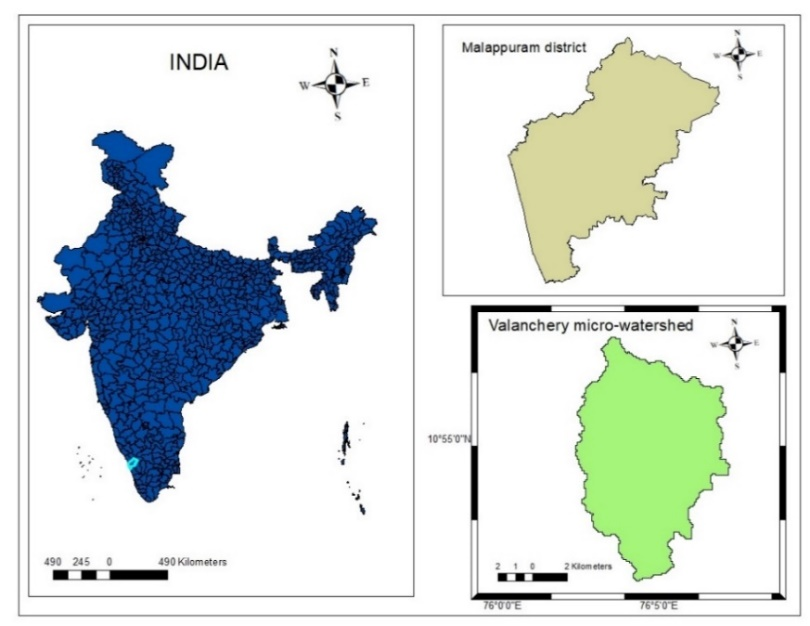 INDIA
N
W E
S
490 245 0 490 Kilometers
Malappuram district
N
W E
S
Valanchery micro-watershed
N
W E
S
10°55'0"N
2 1 0 2 Kilometers
76°0'0"E 76°5'0"E